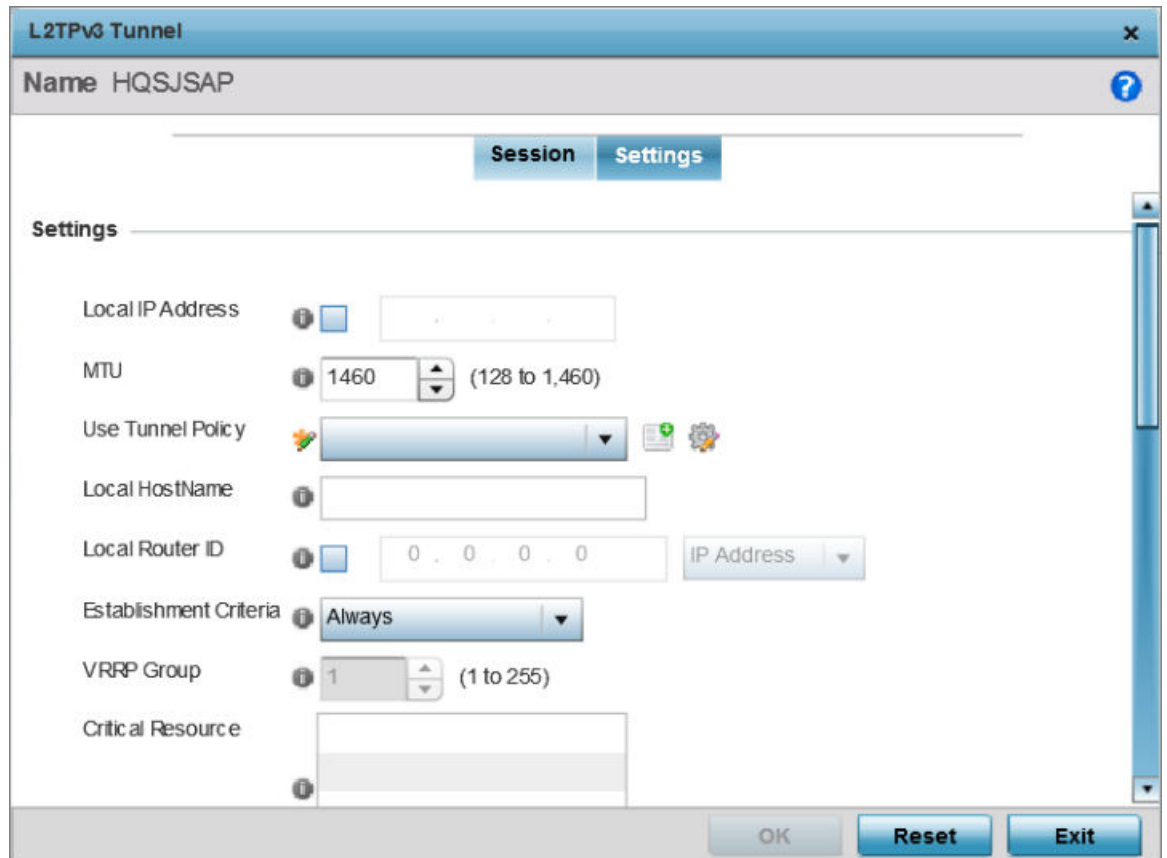 L2TPv3 Tunnel
Name HQSJSAP
Session Settings
Settings
Local IP Address
MTU 1460 (128 to 1,460)
Use Tunnel Policy
Local HostName
Local Router ID 0 . 0 . 0 . 0 IP Address
Establishment Criteria Always
VRRP Group 1 (1 to 255)
Critical Resource
OK Reset Exit